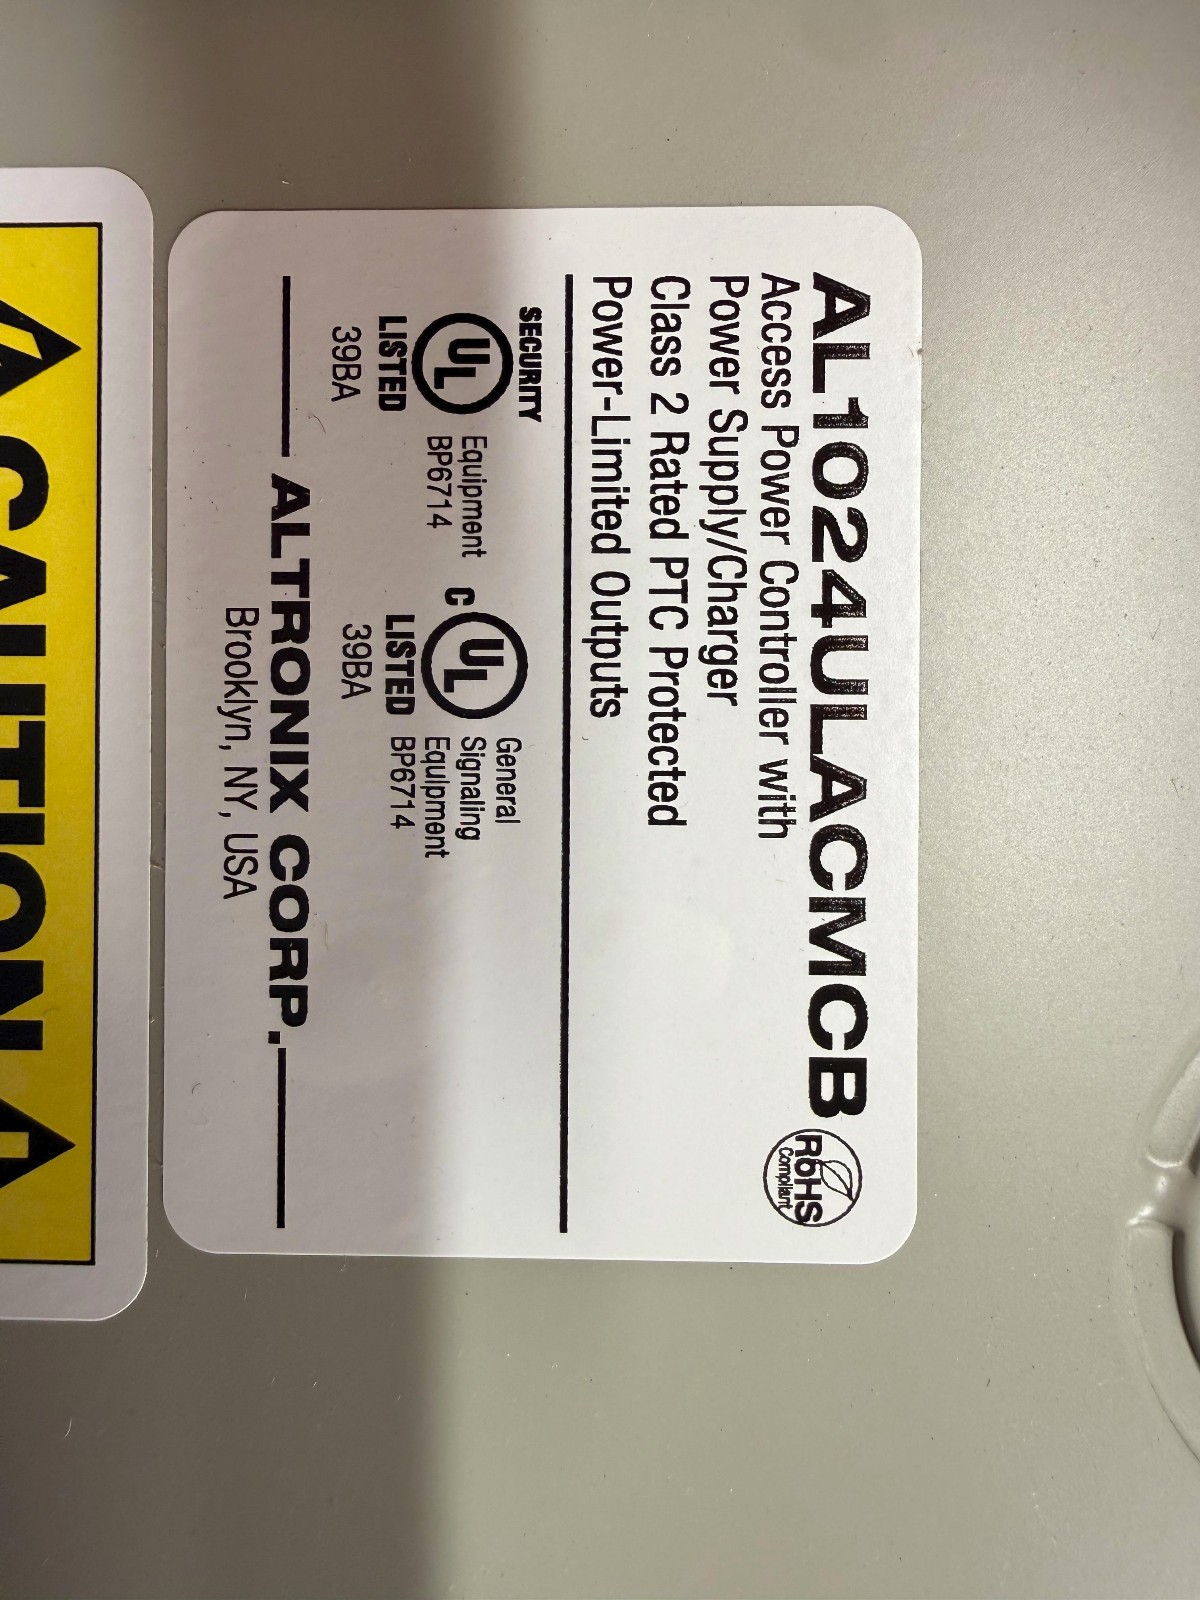 AL1024ULACMCB
RoHS
Compliant
Access Power Controller with
Power Supply/Charger
Class 2 Rated PTC Protected
Power-Limited Outputs
SECURITY
UL
LISTED
39BA
Equipment
BP6714
C UL
LISTED
39BA
General
Signaling
Equipment
BP6714
ALTRONIX CORP.
Brooklyn, NY, USA
CAUTION